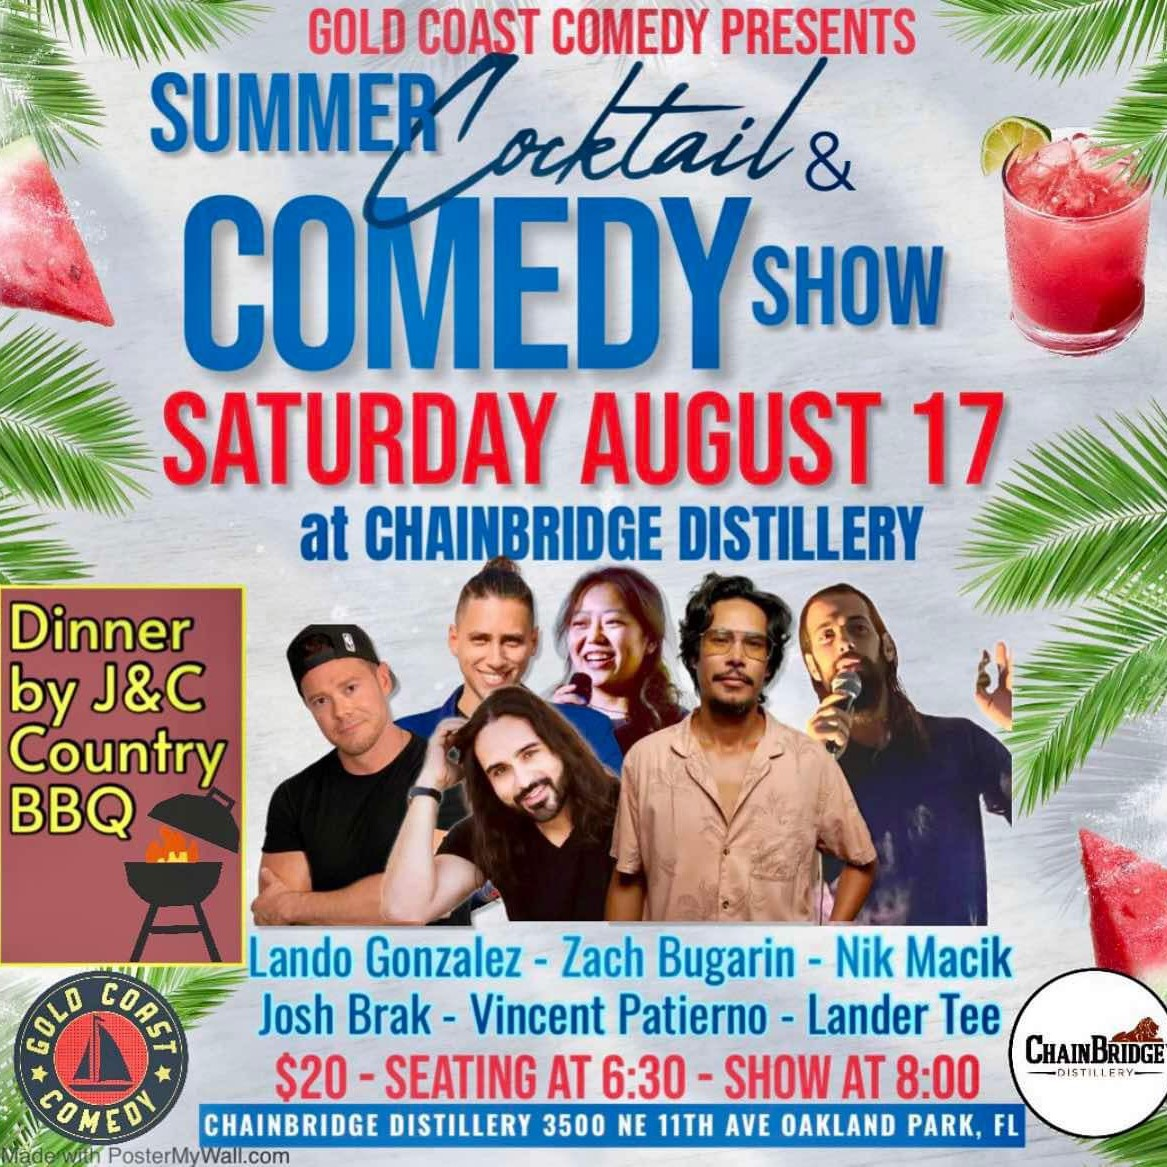 GOLD COAST COMEDY PRESENTS
SUMMER Cocktail &
COMEDY SHOW
SATURDAY AUGUST 17
at CHAINBRIDGE DISTILLERY
Dinner
by J&C
Country
BBQ
Lando Gonzalez - Zach Bugarin - Nik Macik
Josh Brak - Vincent Patierno - Lander Tee
$20 - SEATING AT 6:30 - SHOW AT 8:00
CHAINBRIDGE DISTILLERY 3500 NE 11TH AVE OAKLAND PARK, FL
GOLD COAST
COMEDY
CHAINBRIDGE
DISTILLERY
Made with PosterMyWall.com